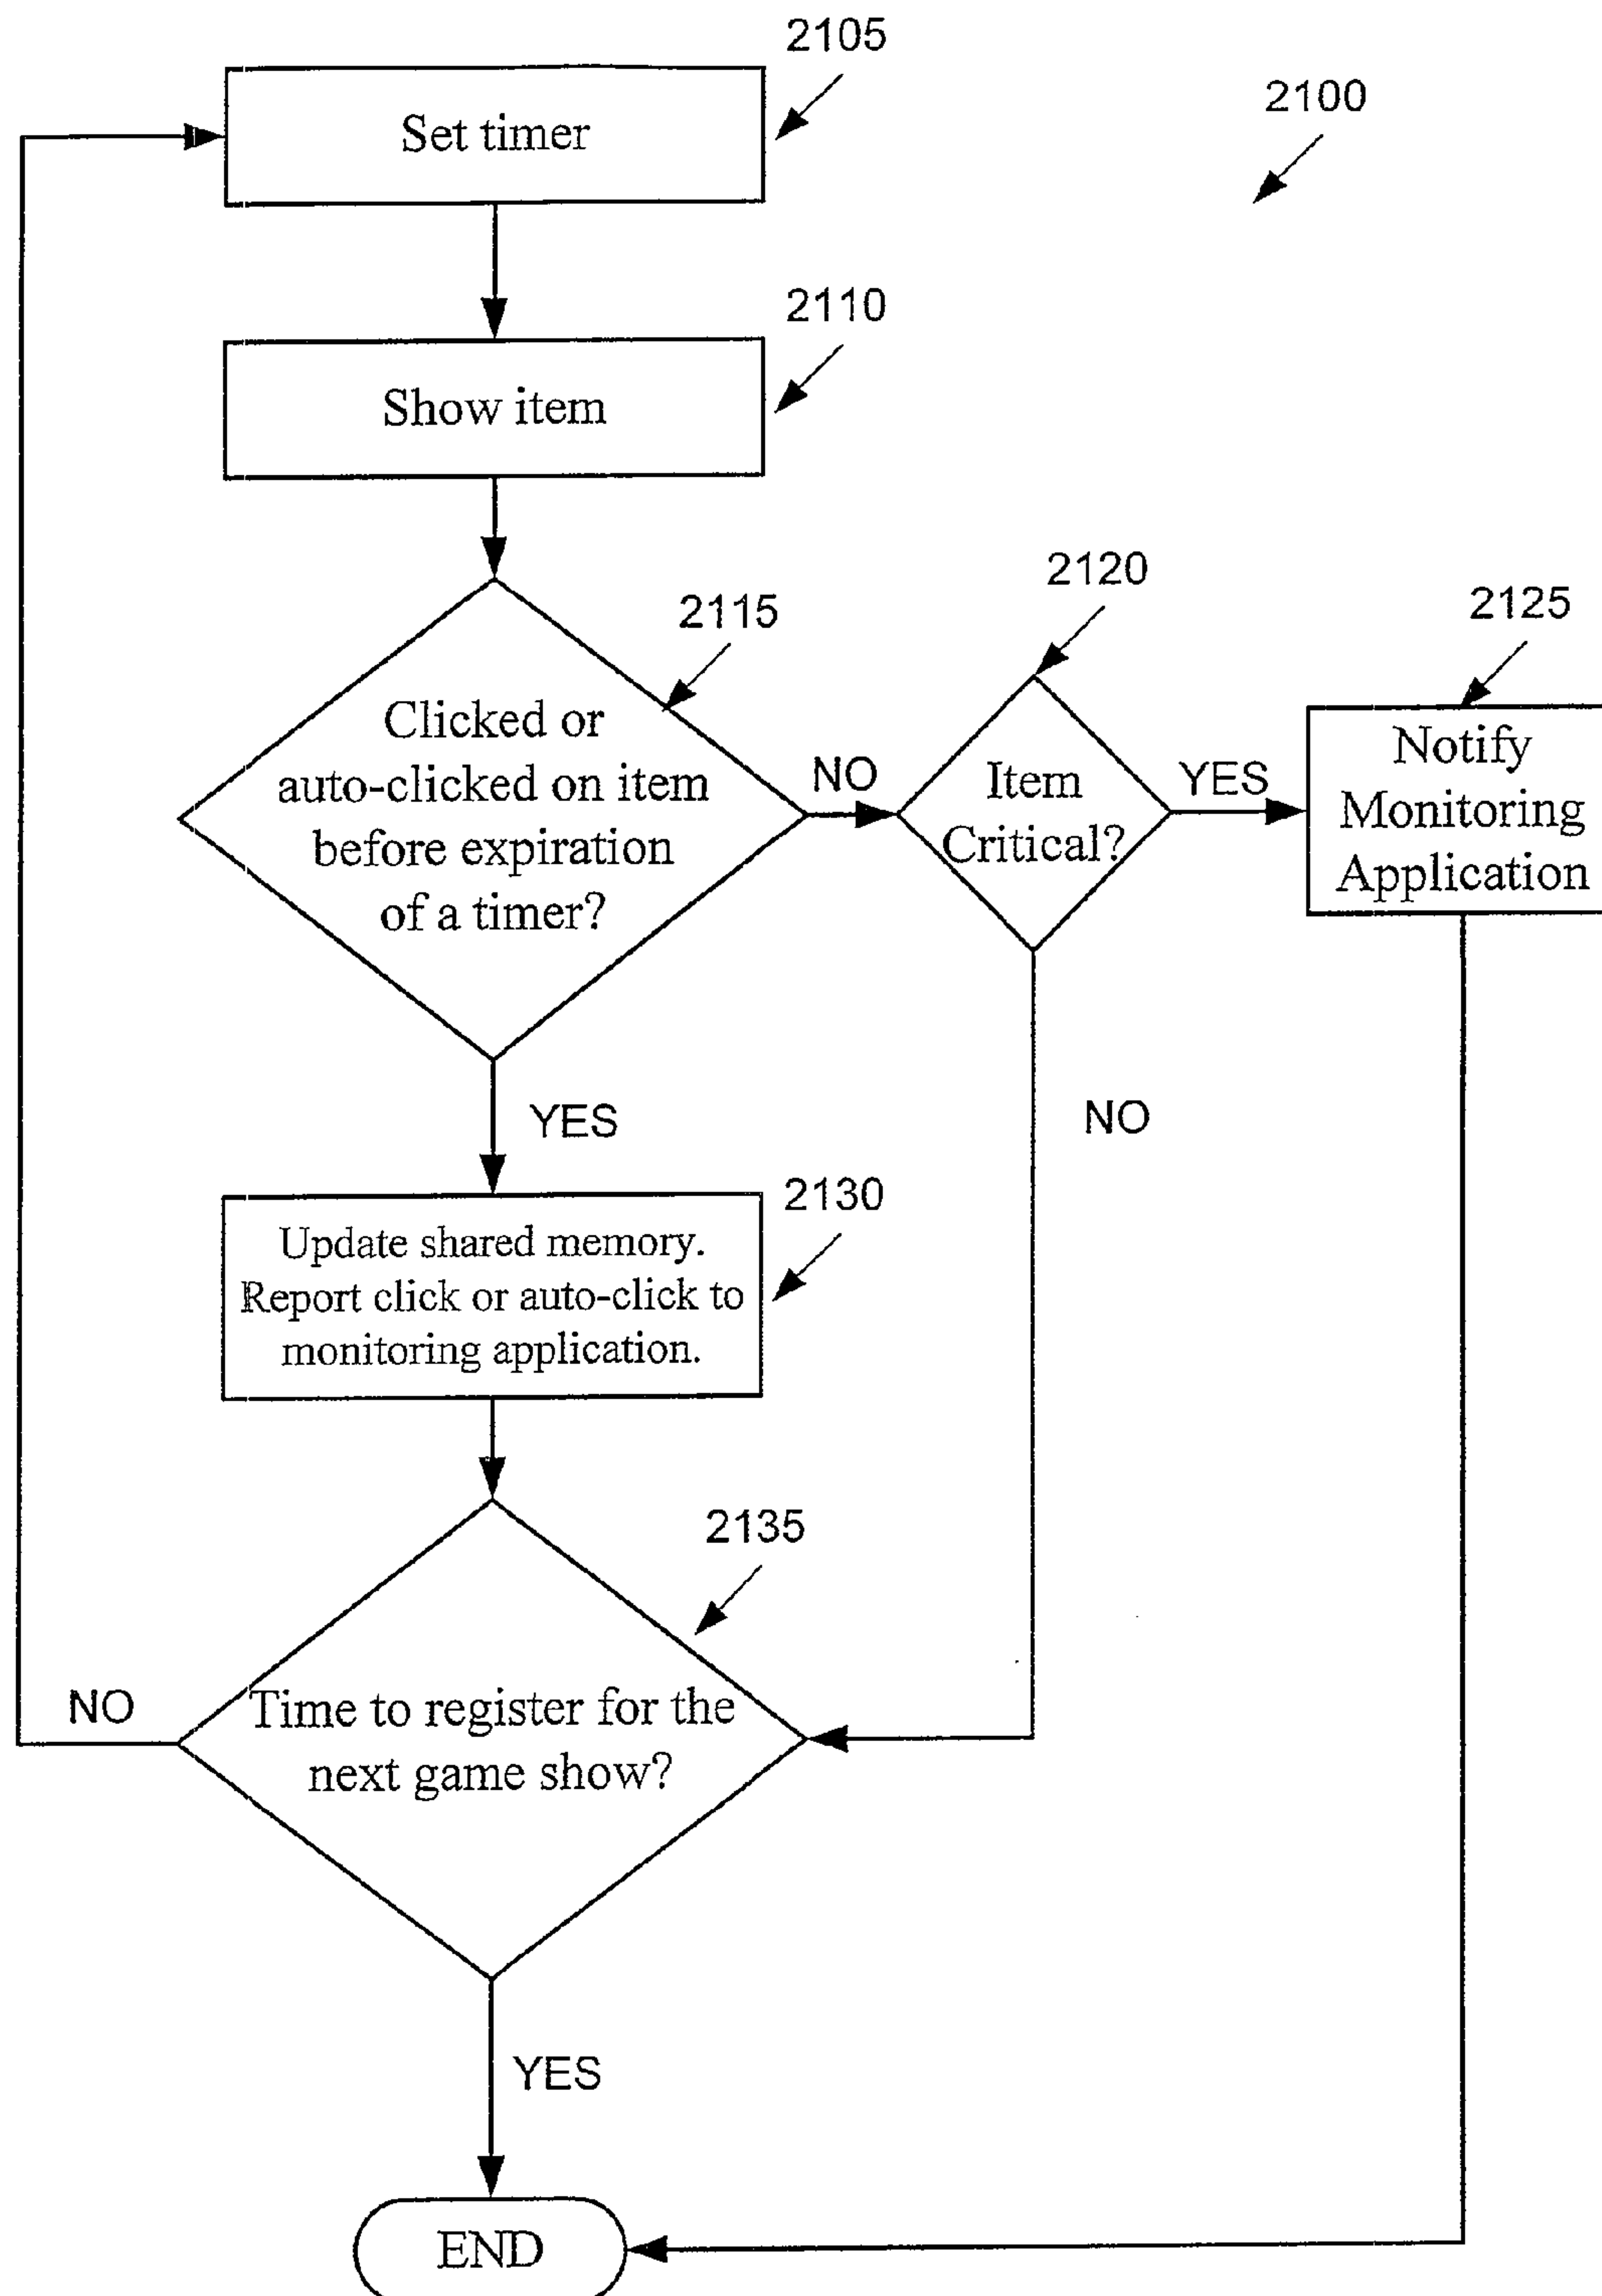 2105
2100
Set timer
2110
Show item
2115
2120
2125
Clicked or
auto-clicked on item
before expiration
of a timer?
NO
Item
Critical?
YES
Notify
Monitoring
Application
YES
NO
2130
Update shared memory.
Report click or auto-click to
monitoring application.
2135
NO
Time to register for the
next game show?
YES
END